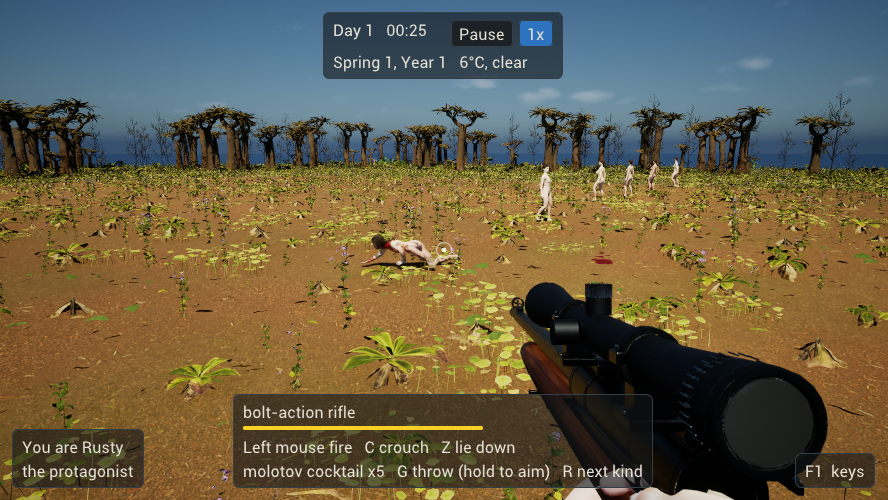 Day 1 00:25 Pause 1x
Spring 1, Year 1 6°C, clear
bolt-action rifle
Left mouse fire C crouch Z lie down
molotov cocktail x5 G throw (hold to aim) R next kind
You are Rusty
the protagonist
F1 keys